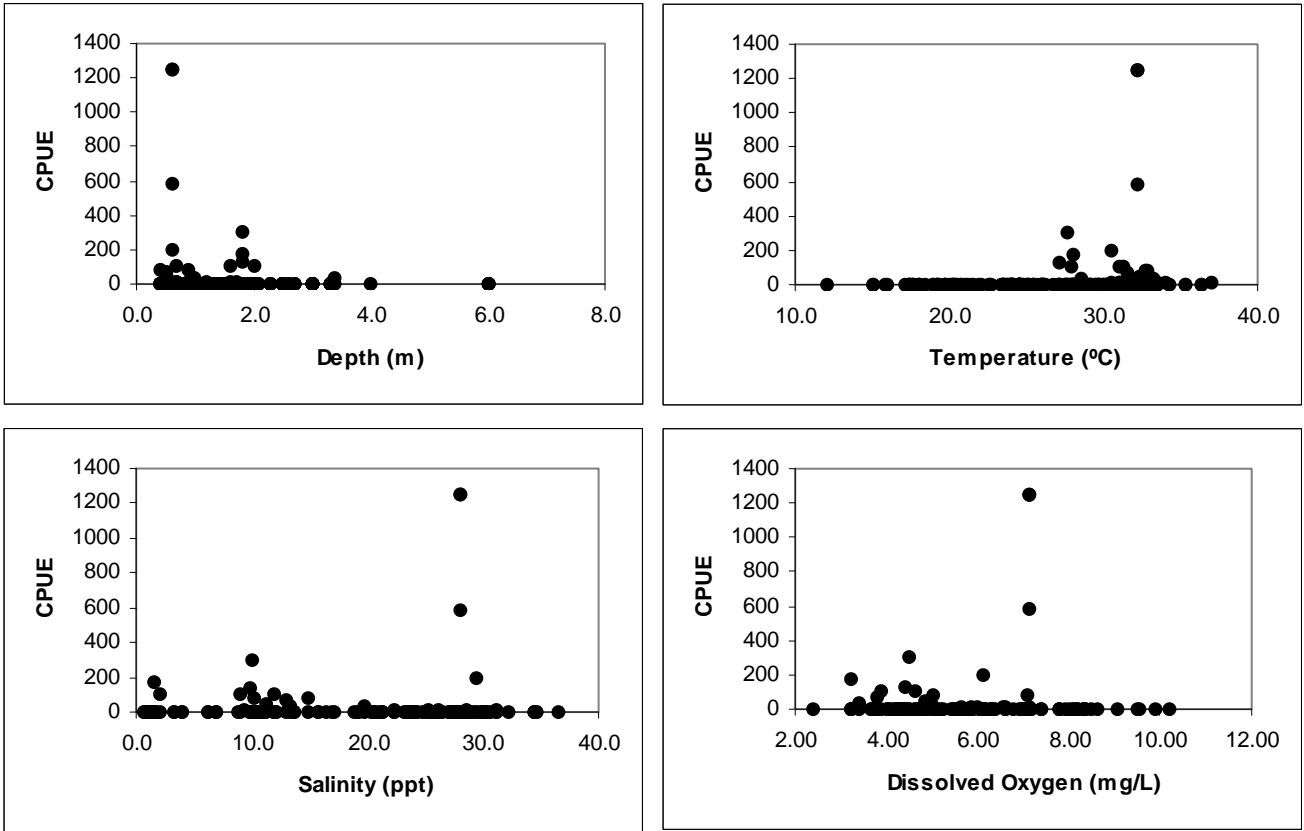 1400
1200
1000
800
600
400
200
0
CPUE
0.0 2.0 4.0 6.0 8.0
Depth (m)
1400
1200
1000
800
600
400
200
0
CPUE
10.0 20.0 30.0 40.0
Temperature (ºC)
1400
1200
1000
800
600
400
200
0
CPUE
0.0 10.0 20.0 30.0 40.0
Salinity (ppt)
1400
1200
1000
800
600
400
200
0
CPUE
2.00 4.00 6.00 8.00 10.00 12.00
Dissolved Oxygen (mg/L)